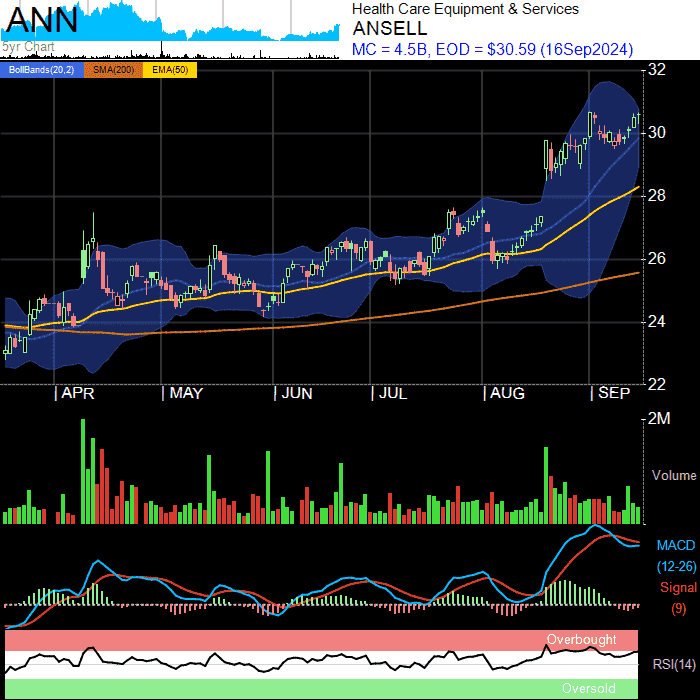 ANN
5yr Chart
Health Care Equipment & Services
ANSELL
MC = 4.5B, EOD = $30.59 (16Sep2024)
BollBands(20,2) SMA(200) EMA(50)
32
30
28
26
24
22
APR MAY JUN JUL AUG SEP
2M
Volume
MACD
(12-26)
Signal
(9)
Overbought
RSI(14)
Oversold